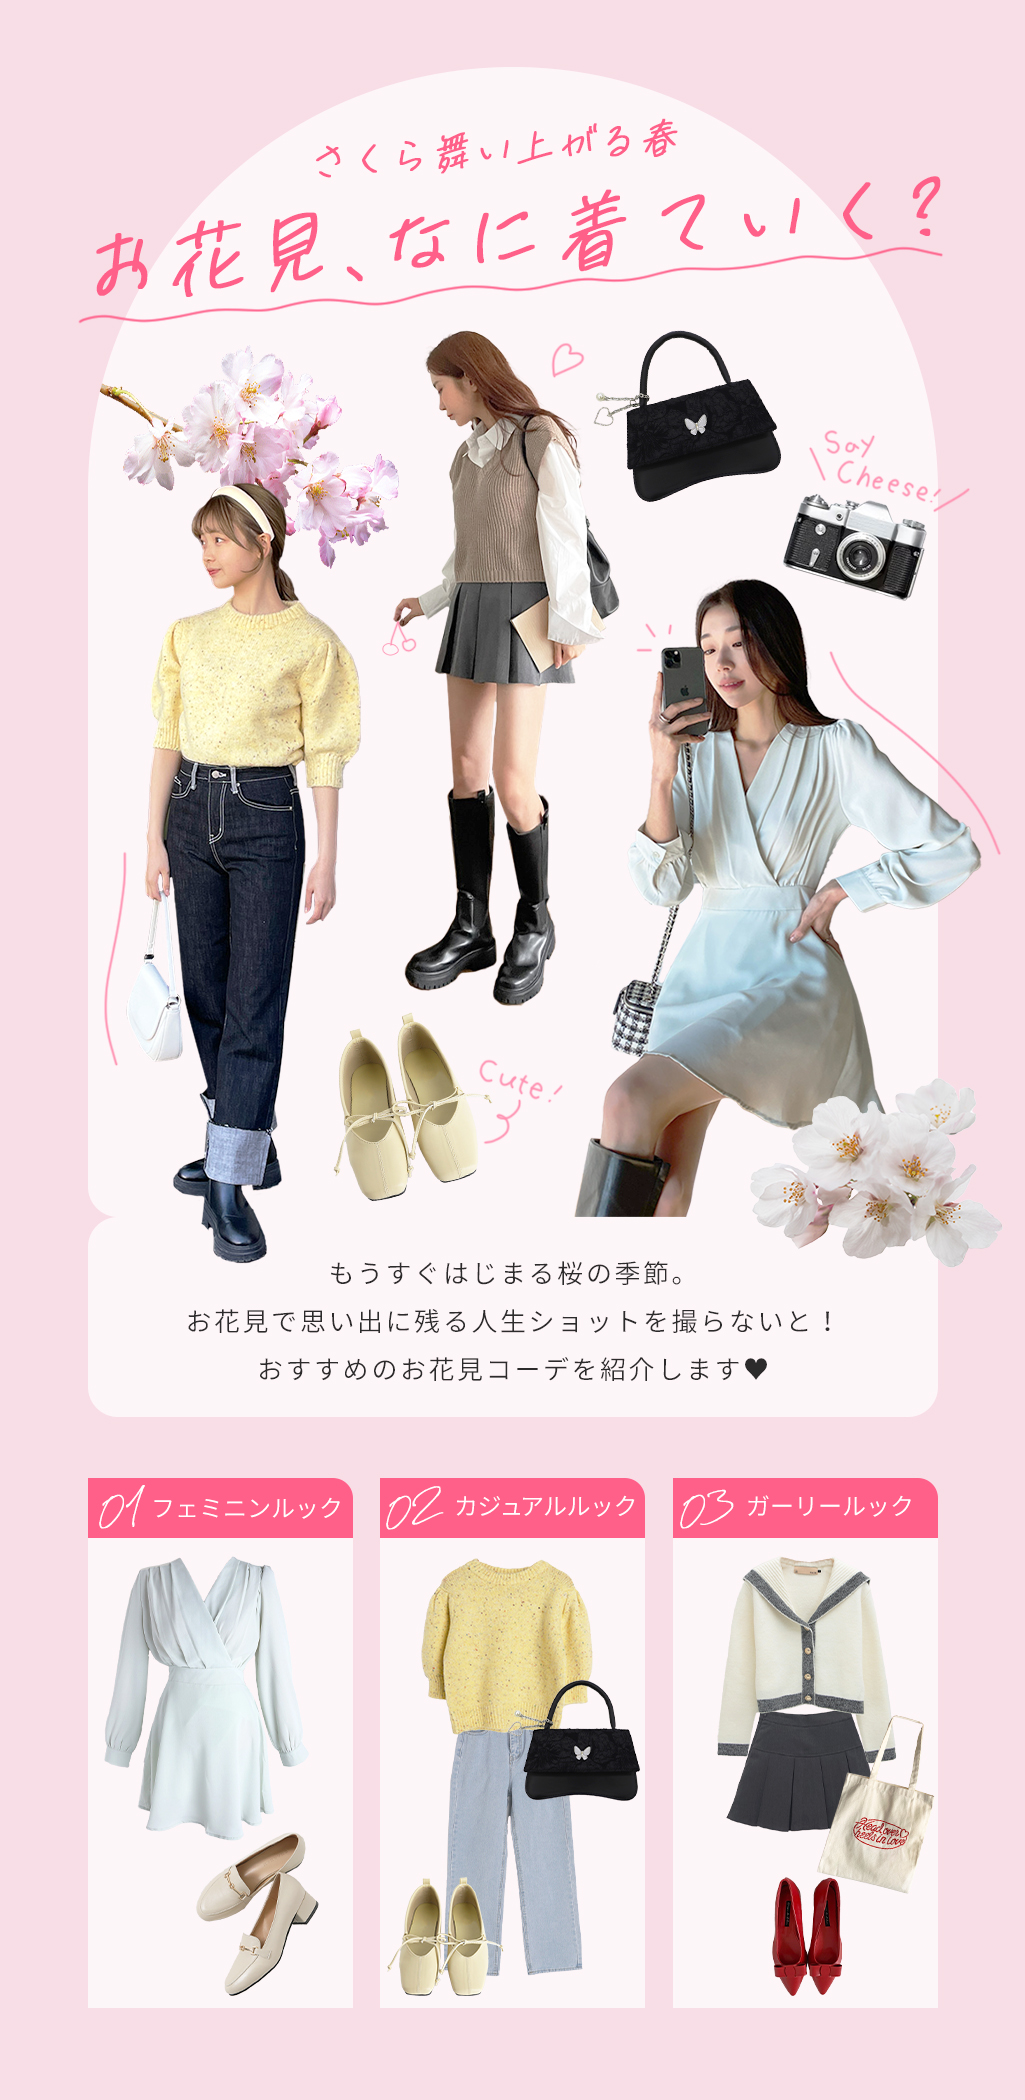 さくら舞い上がる春
お花見、なに着ていく?
Say
Cheese!
Cute!
もうすぐはじまる桜の季節。
お花見で思い出に残る人生ショットを撮らないと！
おすすめのお花見コーデを紹介します♥
01 フェミニンルック
02 カジュアルルック
03 ガーリールック
Head over
heels in love